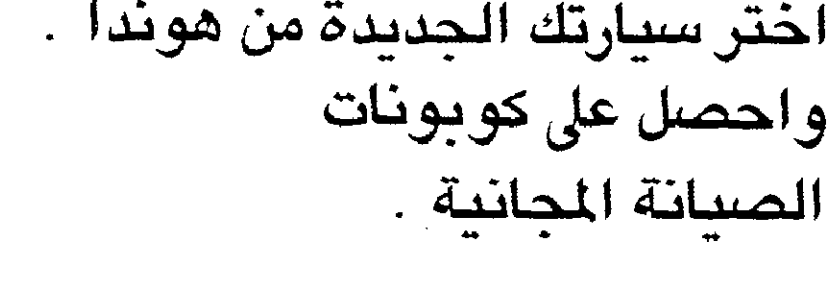 اختر سيارتك الجديدة من هوندا .
واحصل على كوبونات
الصيانة المجانية .